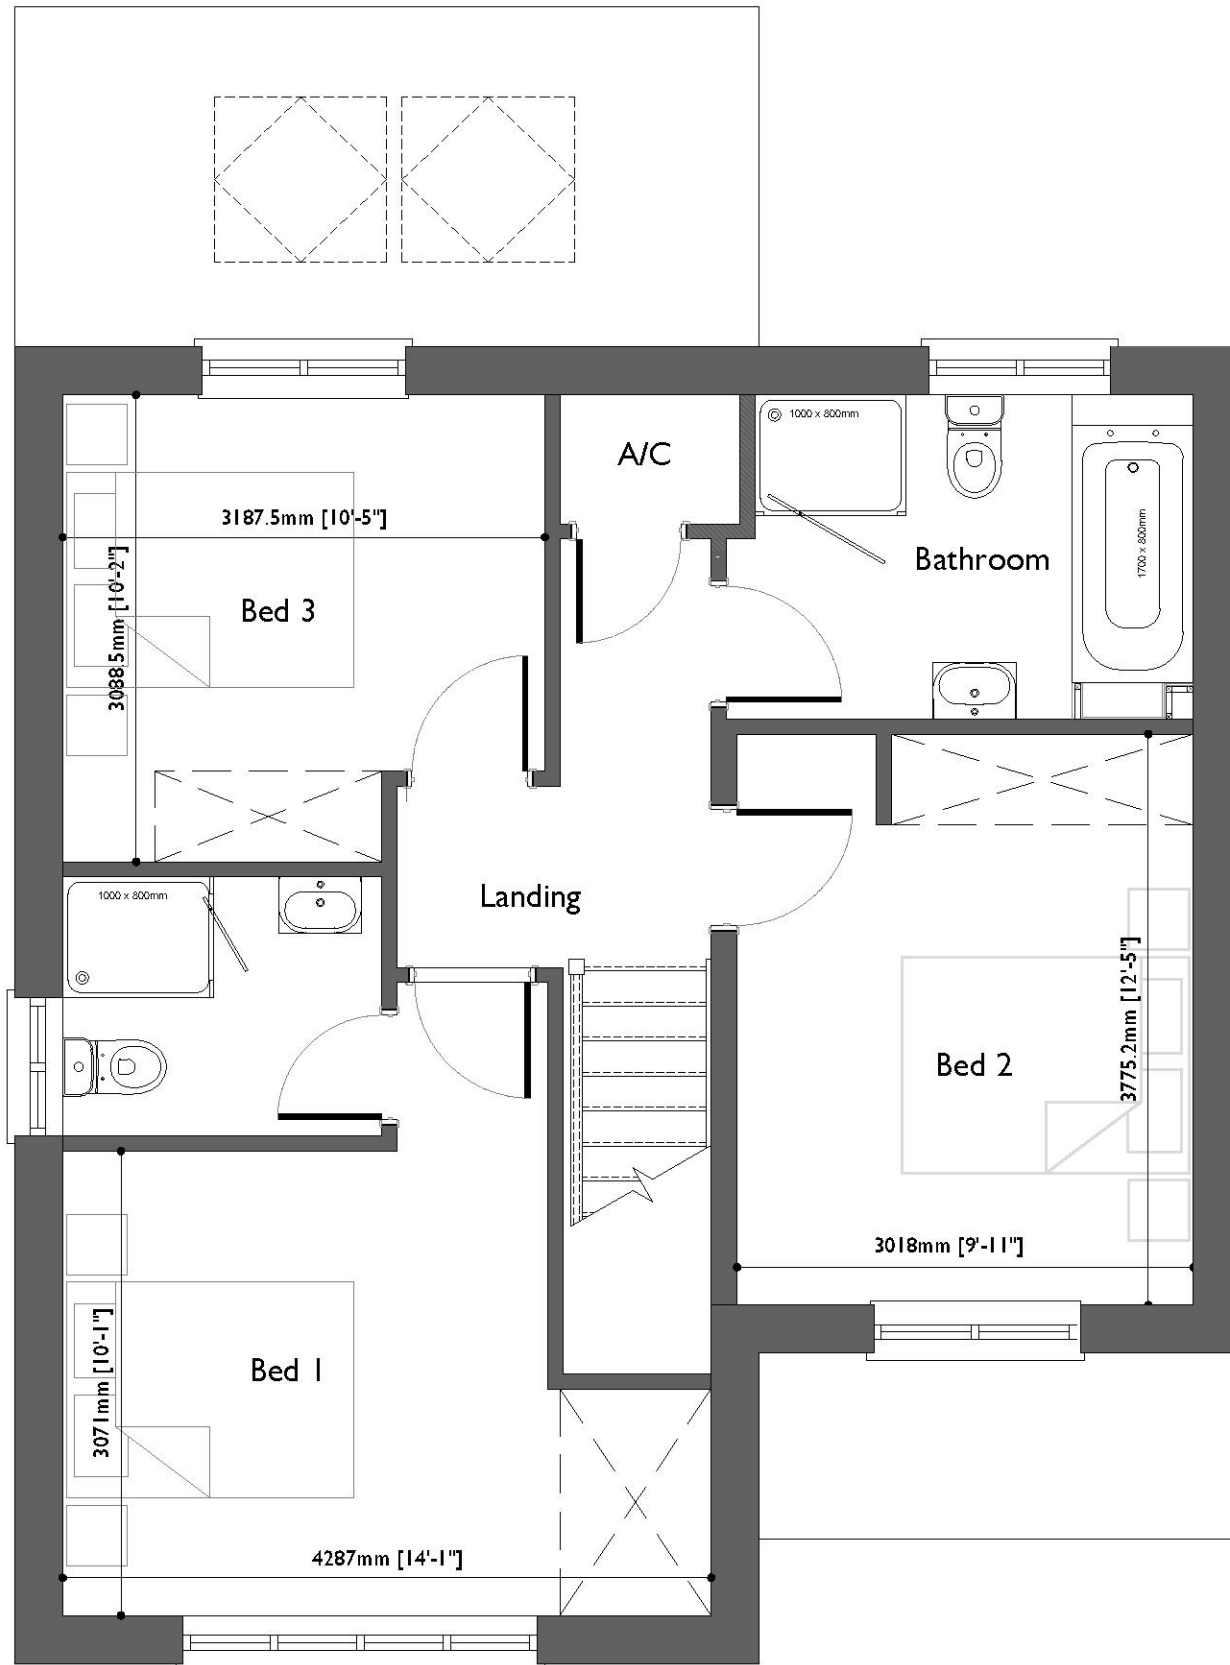 A/C
1000 x 800mm
3187.5mm [10'-5"]
3088.5mm [10'-2"]
Bed 3
Bathroom
1700 x 800mm
1000 x 800mm
Landing
Bed 2
3775.2mm [12'-5"]
3018mm [9'-11"]
3071mm [10'-1"]
Bed 1
4287mm [14'-1"]